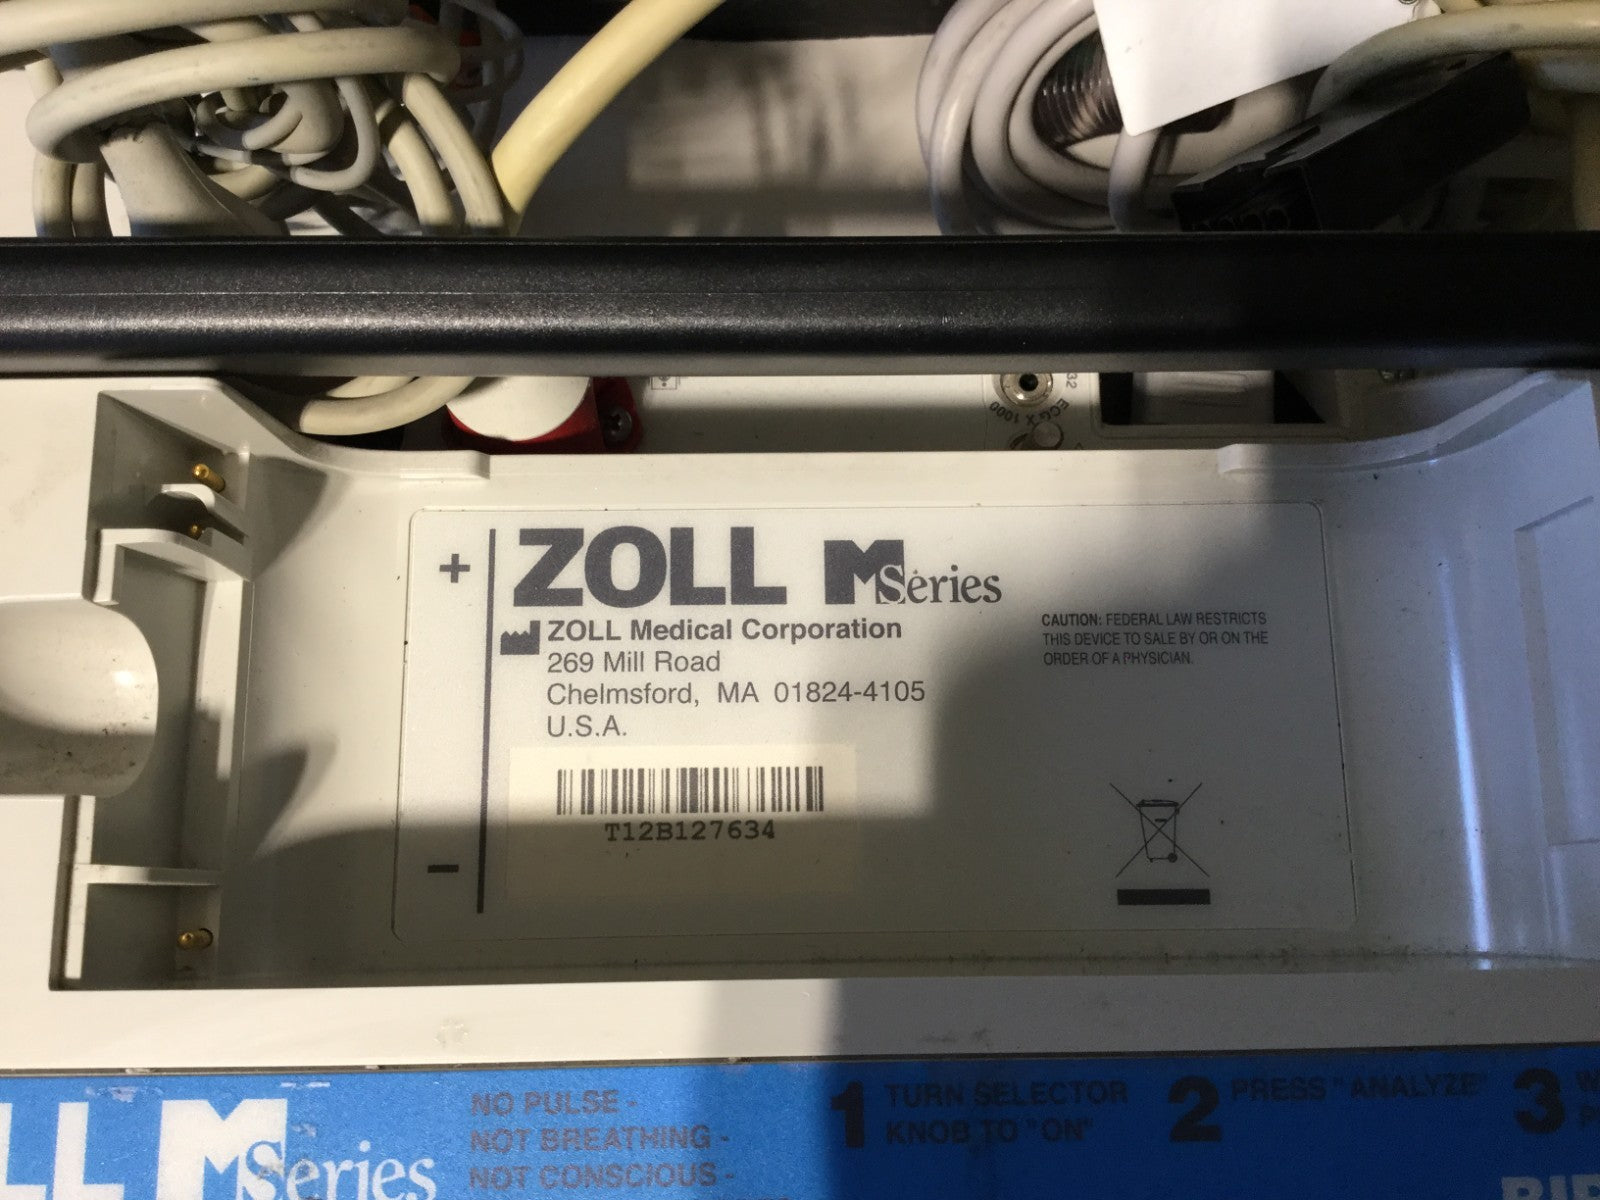 32
ECG X 1000
+
ZOLL M Series
ZOLL Medical Corporation
269 Mill Road
Chelmsford, MA 01824-4105
U.S.A.
CAUTION: FEDERAL LAW RESTRICTS
THIS DEVICE TO SALE BY OR ON THE
ORDER OF A PHYSICIAN.
T12B127634
-
LL M Series
NO PULSE -
NOT BREATHING -
NOT CONSCIOUS -
1 TURN SELECTOR
KNOB TO "ON"
2 PRESS "ANALYZE"
3